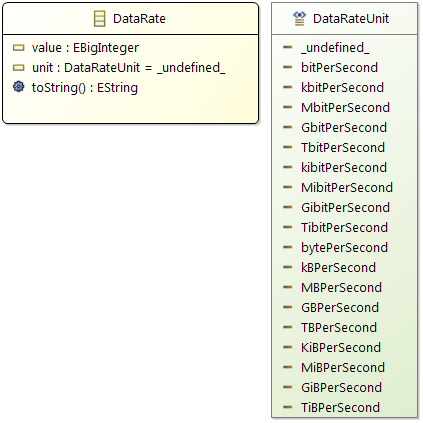 DataRate
value : EBigInteger
unit : DataRateUnit = _undefined_
toString() : EString
DataRateUnit
_undefined_
bitPerSecond
kbitPerSecond
MbitPerSecond
GbitPerSecond
TbitPerSecond
kibitPerSecond
MibitPerSecond
GibitPerSecond
TibitPerSecond
bytePerSecond
kBPerSecond
MBPerSecond
GBPerSecond
TBPerSecond
KiBPerSecond
MiBPerSecond
GiBPerSecond
TiBPerSecond